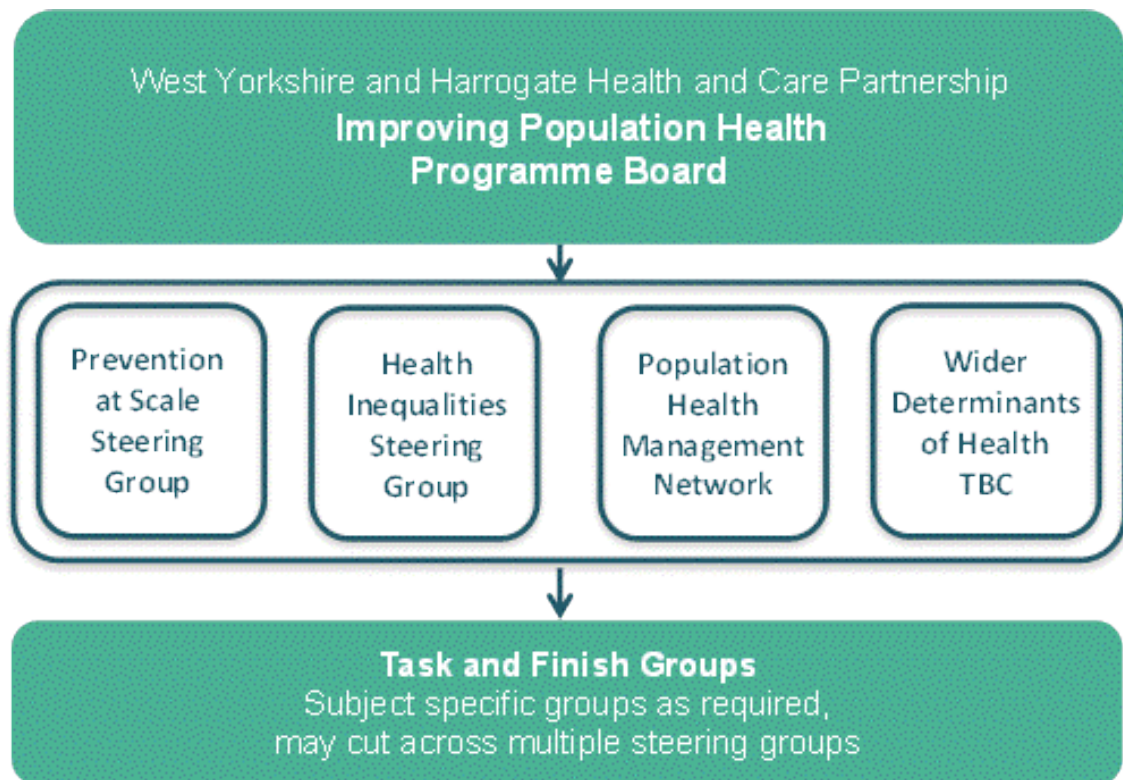 West Yorkshire and Harrogate Health and Care Partnership
Improving Population Health
Programme Board
Prevention
at Scale
Steering
Group
Health
Inequalities
Steering
Group
Population
Health
Management
Network
Wider
Determinants
of Health
TBC
Task and Finish Groups
Subject specific groups as required,
may cut across multiple steering groups